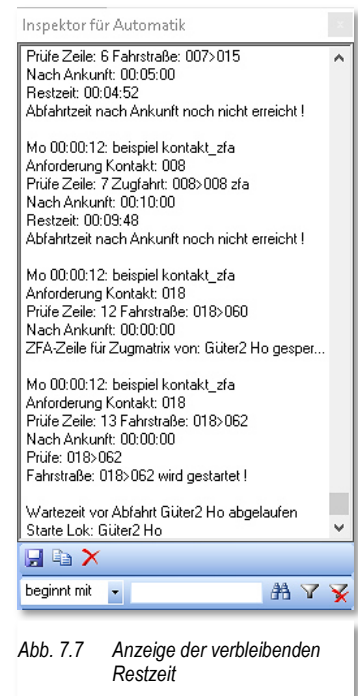 Inspektor für Automatik
Prüfe Zeile: 6 Fahrstraße: 007>015
Nach Ankunft: 00:05:00
Restzeit: 00:04:52
Abfahrtzeit nach Ankunft noch nicht erreicht !
Mo 00:00:12: beispiel kontakt_zfa
Anforderung Kontakt: 008
Prüfe Zeile: 7 Zugfahrt: 008>008 zfa
Nach Ankunft: 00:10:00
Restzeit: 00:09:48
Abfahrtzeit nach Ankunft noch nicht erreicht !
Mo 00:00:12: beispiel kontakt_zfa
Anforderung Kontakt: 018
Prüfe Zeile: 12 Fahrstraße: 018>060
Nach Ankunft: 00:00:00
ZFA-Zeile für Zugmatrix von: Güter2 Ho gesper...
Mo 00:00:12: beispiel kontakt_zfa
Anforderung Kontakt: 018
Prüfe Zeile: 13 Fahrstraße: 018>062
Nach Ankunft: 00:00:00
Prüfe: 018>062
Fahrstraße: 018>062 wird gestartet !
Wartezeit vor Abfahrt Güter2 Ho abgelaufen
Starte Lok: Güter2 Ho
beginnt mit
Abb. 7.7 Anzeige der verbleibenden
Restzeit